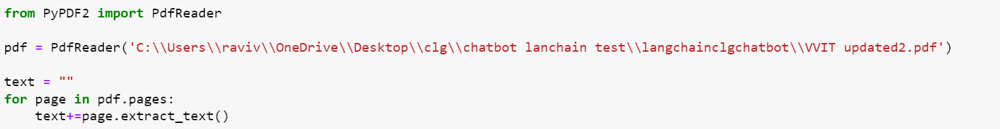 from PyPDF2 import PdfReader
pdf = PdfReader('C:\\Users\\raviv\\OneDrive\\Desktop\\clg\\chatbot lanchain test\\langchainclgchatbot\\VVIT updated2.pdf')
text = ""
for page in pdf.pages:
    text+=page.extract_text()